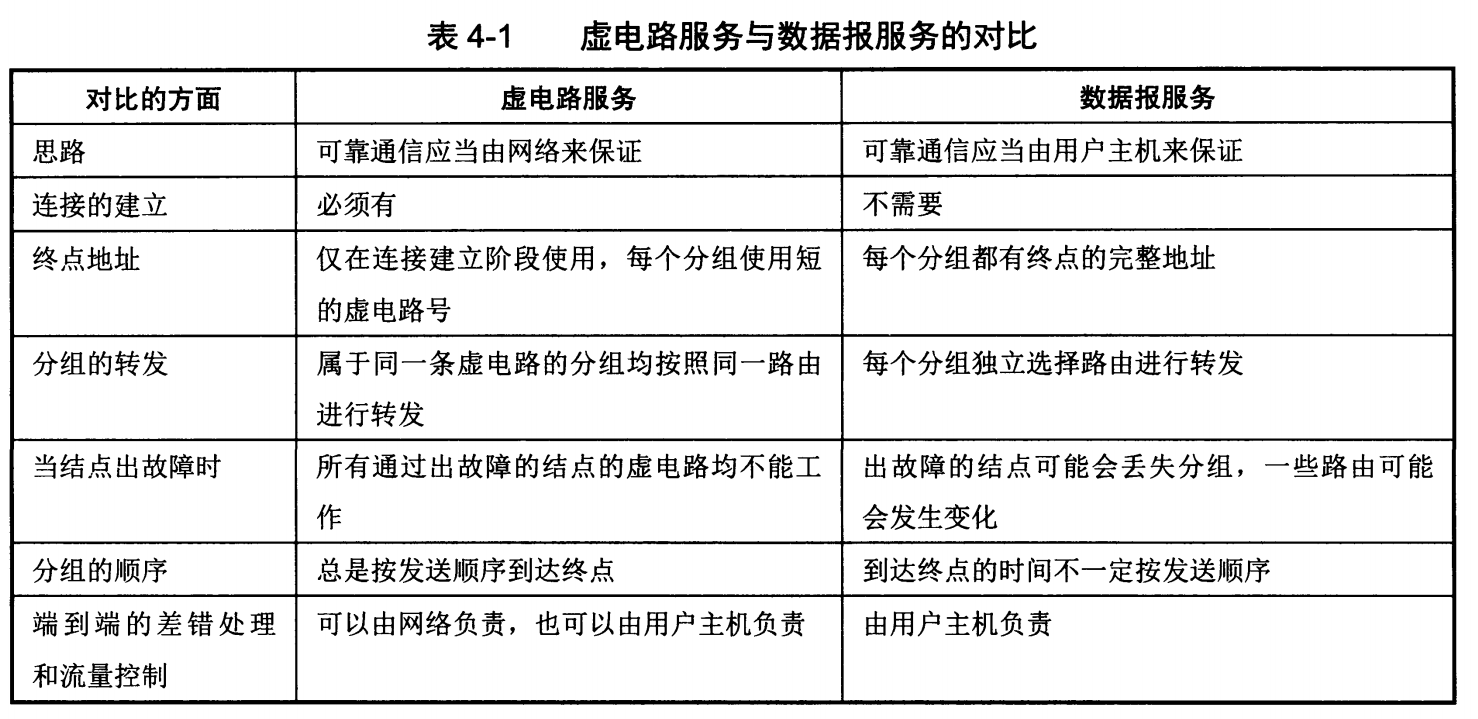 表 4-1 虚电路服务与数据报服务的对比
对比的方面 虚电路服务 数据报服务
思路 可靠通信应当由网络来保证 可靠通信应当由用户主机来保证
连接的建立 必须有 不需要
终点地址 仅在连接建立阶段使用，每个分组使用短 每个分组都有终点的完整地址
的虚电路号
分组的转发 属于同一条虚电路的分组均按照同一路由 每个分组独立选择路由进行转发
进行转发
当结点出故障时 所有通过出故障的结点的虚电路均不能工 出故障的结点可能会丢失分组，一些路由可能
作 会发生变化
分组的顺序 总是按发送顺序到达终点 到达终点的时间不一定按发送顺序
端到端的差错处理 可以由网络负责，也可以由用户主机负责 由用户主机负责
和流量控制